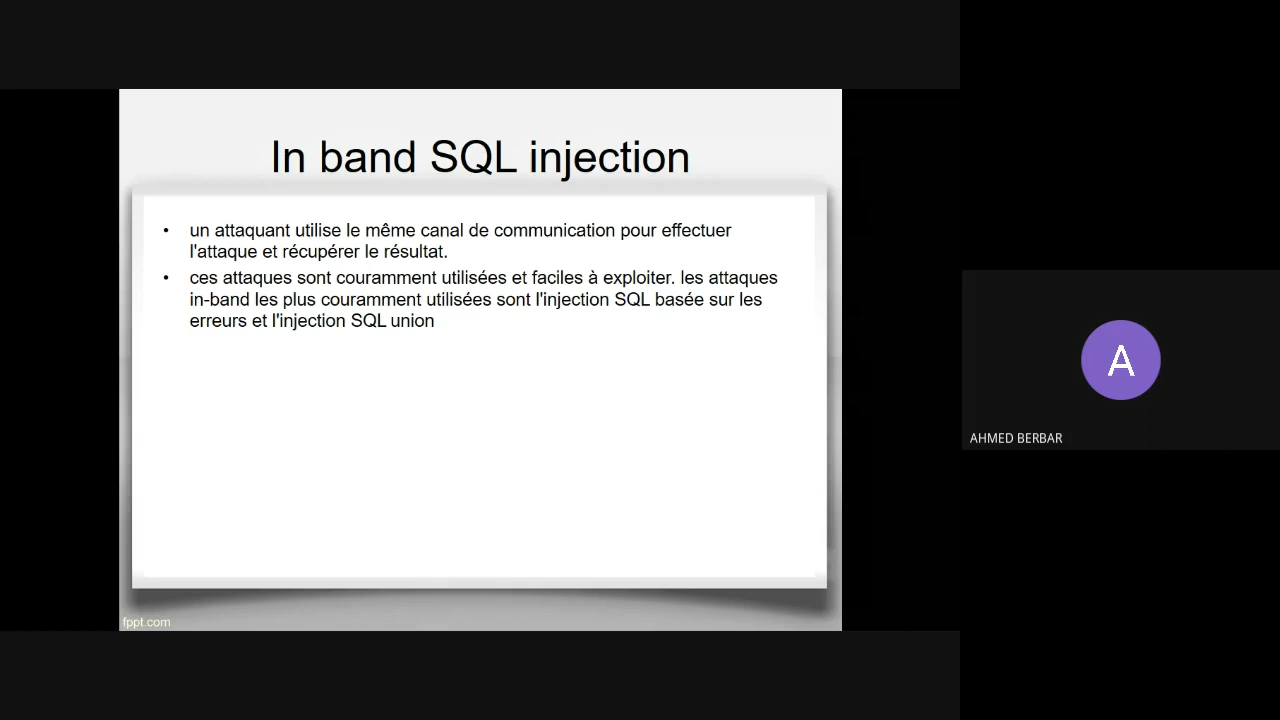 In band SQL injection
• un attaquant utilise le même canal de communication pour effectuer
l'attaque et récupérer le résultat.
• ces attaques sont couramment utilisées et faciles à exploiter. les attaques
in-band les plus couramment utilisées sont l'injection SQL basée sur les
erreurs et l'injection SQL union
fppt.com
A
AHMED BERBAR